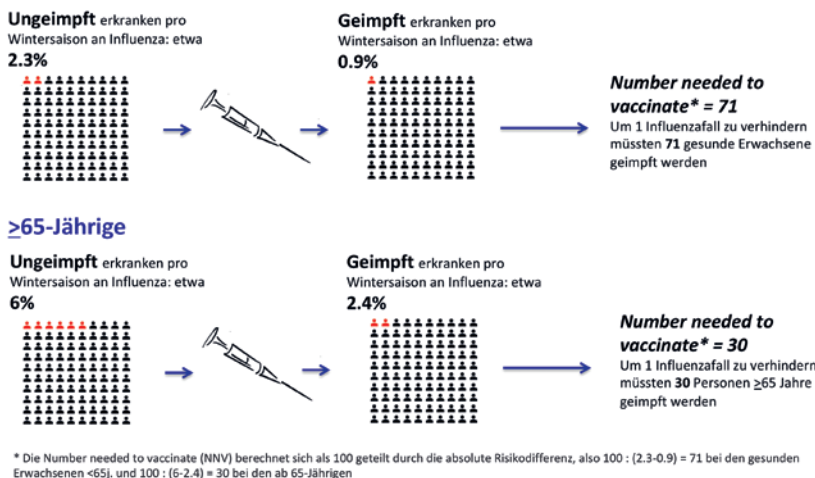 Ungeimpft erkranken pro
Wintersaison an Influenza: etwa
2.3%
Geimpft erkranken pro
Wintersaison an Influenza: etwa
0.9%
Number needed to
vaccinate* = 71
Um 1 Influenzafall zu verhindern
müssten 71 gesunde Erwachsene
geimpft werden
≥65-Jährige
Ungeimpft erkranken pro
Wintersaison an Influenza: etwa
6%
Geimpft erkranken pro
Wintersaison an Influenza: etwa
2.4%
Number needed to
vaccinate* = 30
Um 1 Influenzafall zu verhindern
müssten 30 Personen ≥65 Jahre
geimpft werden
* Die Number needed to vaccinate (NNV) berechnet sich als 100 geteilt durch die absolute Risikodifferenz, also 100 : (2.3-0.9) = 71 bei den gesunden
Erwachsenen <65j, und 100 : (6-2.4) = 30 bei den ab 65-Jährigen